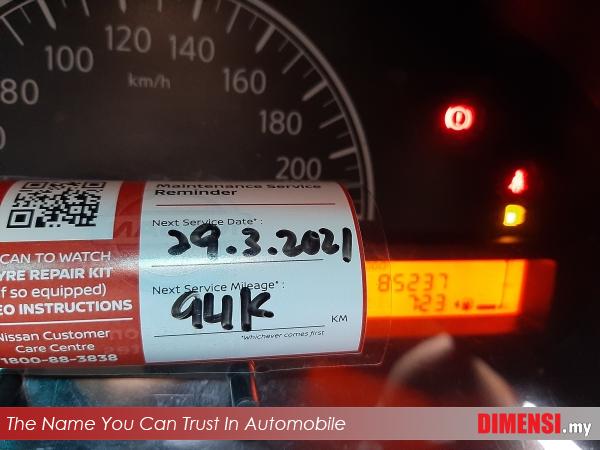 80
100
120
140
160
180
200
km/h
Maintenance Service
Reminder
Next Service Date* :
29.3.2021
Next Service Mileage* :
94K
KM
*whichever comes first
CAN TO WATCH
YRE REPAIR KIT
f so equipped)
EO INSTRUCTIONS
Nissan Customer
Care Centre
1800-88-3838
85237
723
The Name You Can Trust In Automobile
DIMENSI.my